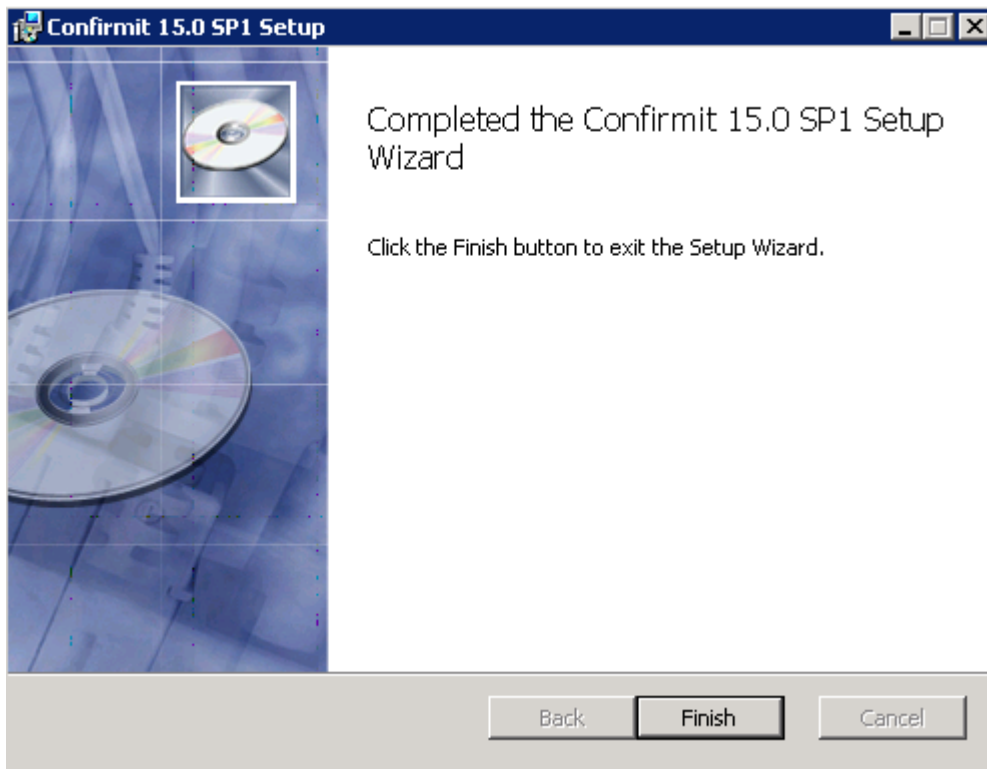 Confirmit 15.0 SP1 Setup
Completed the Confirmit 15.0 SP1 Setup
Wizard
Click the Finish button to exit the Setup Wizard.
Back Finish Cancel